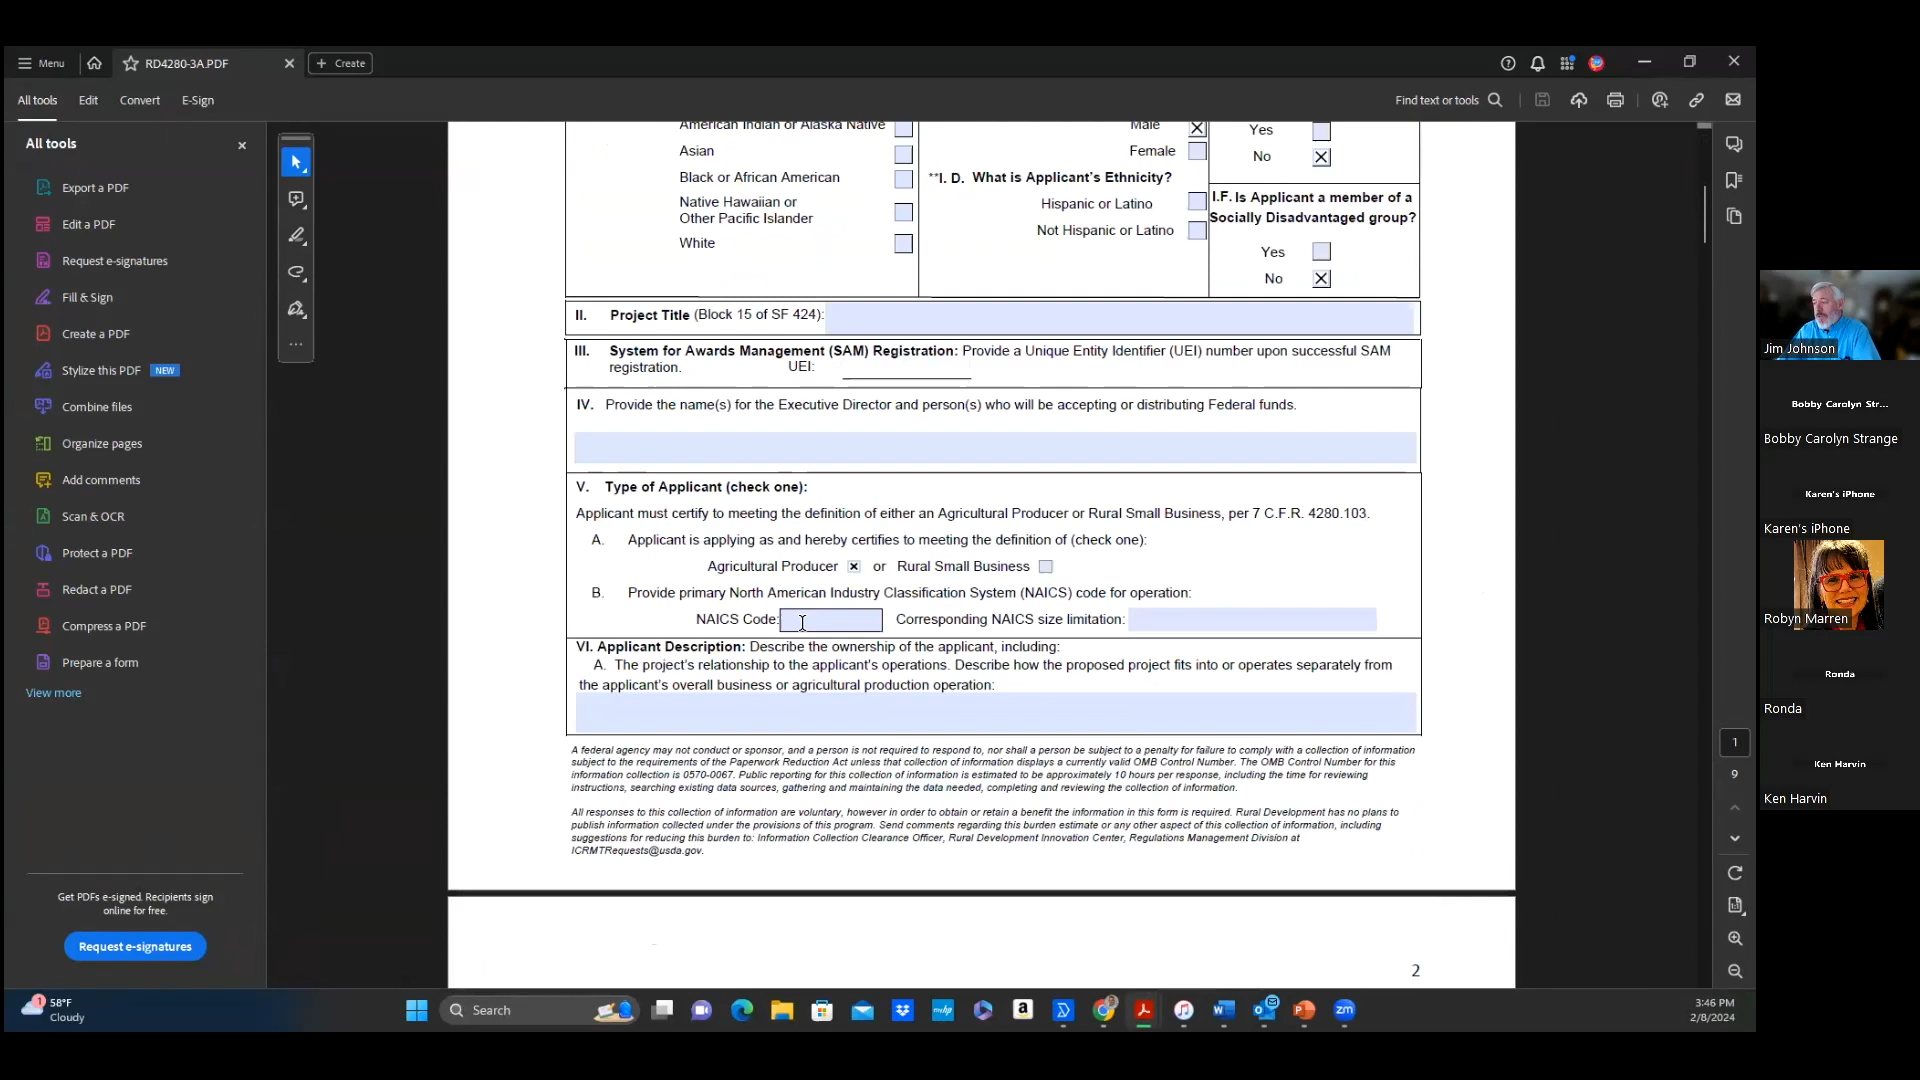 Menu
RD4280-3A.PDF
Create
All tools
Edit
Convert
E-Sign
Find text or tools
All tools
Export a PDF
Edit a PDF
Request e-signatures
Fill & Sign
Create a PDF
Stylize this PDF NEW
Combine files
Organize pages
Add comments
Scan & OCR
Protect a PDF
Redact a PDF
Compress a PDF
Prepare a form
View more
Get PDFs e-signed. Recipients sign
online for free.
Request e-signatures
American Indian or Alaska Native
Asian
Black or African American
Native Hawaiian or
Other Pacific Islander
White
Male
Female
**I. D. What is Applicant's Ethnicity?
Hispanic or Latino
Not Hispanic or Latino
Yes
No
I.F. Is Applicant a member of a
Socially Disadvantaged group?
Yes
No
II. Project Title (Block 15 of SF 424):
III. System for Awards Management (SAM) Registration: Provide a Unique Entity Identifier (UEI) number upon successful SAM
registration. UEI:
IV. Provide the name(s) for the Executive Director and person(s) who will be accepting or distributing Federal funds.
V. Type of Applicant (check one):
Applicant must certify to meeting the definition of either an Agricultural Producer or Rural Small Business, per 7 C.F.R. 4280.103.
A. Applicant is applying as and hereby certifies to meeting the definition of (check one):
Agricultural Producer or Rural Small Business
B. Provide primary North American Industry Classification System (NAICS) code for operation:
NAICS Code: Corresponding NAICS size limitation:
VI. Applicant Description: Describe the ownership of the applicant, including:
A. The project's relationship to the applicant's operations. Describe how the proposed project fits into or operates separately from
the applicant's overall business or agricultural production operation:
A federal agency may not conduct or sponsor, and a person is not required to respond to, nor shall a person be subject to a penalty for failure to comply with a collection of information
subject to the requirements of the Paperwork Reduction Act unless that collection of information displays a currently valid OMB Control Number. The OMB Control Number for this
information collection is 0570-0067. Public reporting for this collection of information is estimated to be approximately 10 hours per response, including the time for reviewing
instructions, searching existing data sources, gathering and maintaining the data needed, completing and reviewing the collection of information.
All responses to this collection of information are voluntary, however in order to obtain or retain a benefit the information in this form is required. Rural Development has no plans to
publish information collected under the provisions of this program. Send comments regarding this burden estimate or any other aspect of this collection of information, including
suggestions for reducing this burden to: Information Collection Clearance Officer, Rural Development Innovation Center, Regulations Management Division at
ICRMTRequests@usda.gov.
2
1
9
Jim Johnson
Bobby Carolyn Str...
Bobby Carolyn Strange
Karen's iPhone
Karen's iPhone
Robyn Marren
Ronda
Ronda
Ken Harvin
Ken Harvin
1
58°F
Cloudy
Search
myhp
a
W
P
zm
3:46 PM
2/8/2024